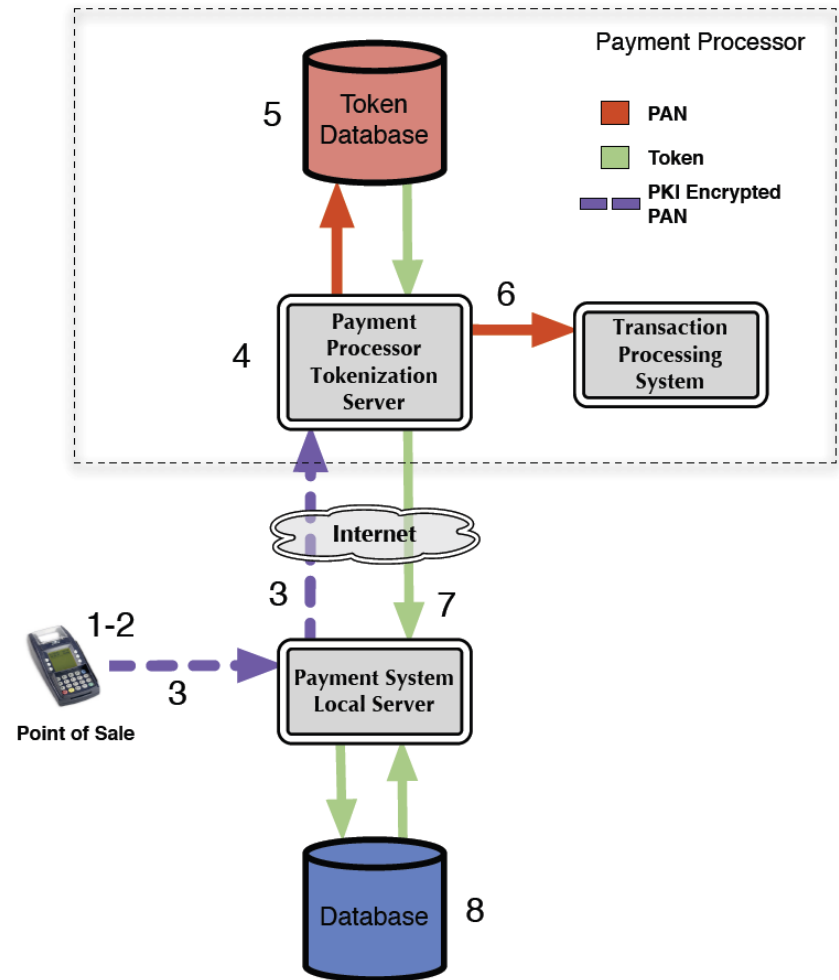 Payment Processor
PAN
Token
PKI Encrypted
PAN
5
Token
Database
6
4
Payment
Processor
Tokenization
Server
Transaction
Processing
System
Internet
3
7
1-2
3
Point of Sale
Payment System
Local Server
Database
8